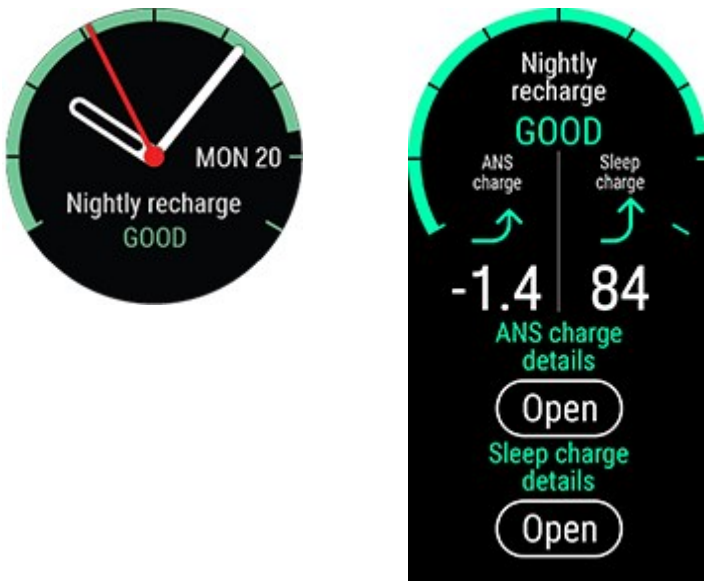 MON 20
Nightly recharge
GOOD
Nightly
recharge
GOOD
ANS
charge
Sleep
charge
-1.4
84
ANS charge
details
Open
Sleep charge
details
Open